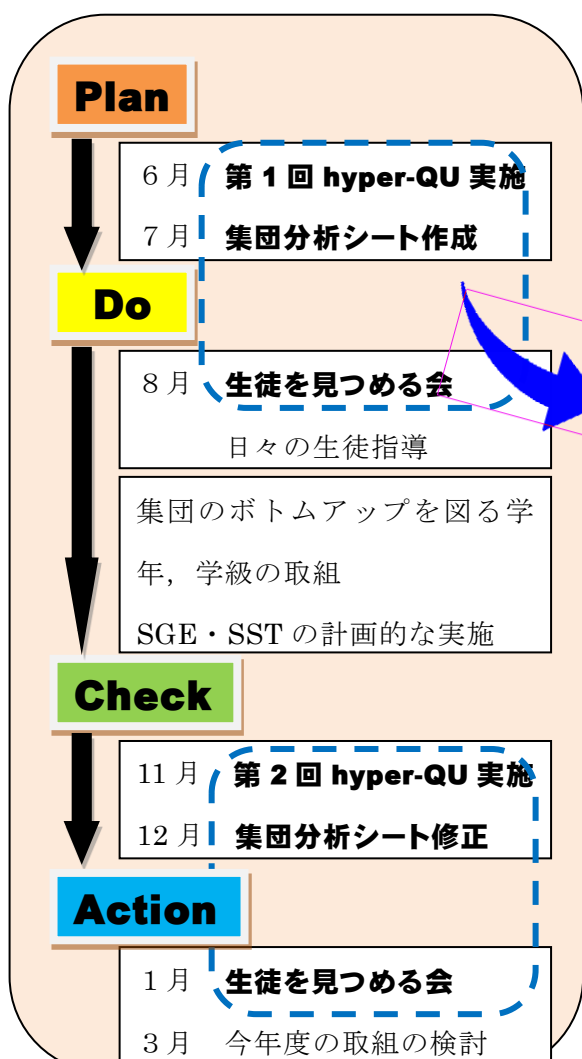 Plan
6月 第1回 hyper-QU 実施
7月 集団分析シート作成
Do
8月 生徒を見つめる会
日々の生徒指導
集団のボトムアップを図る学
年，学級の取組
SGE・SST の計画的な実施
Check
11月 第2回 hyper-QU 実施
12月 集団分析シート修正
Action
1月 生徒を見つめる会
3月 今年度の取組の検討